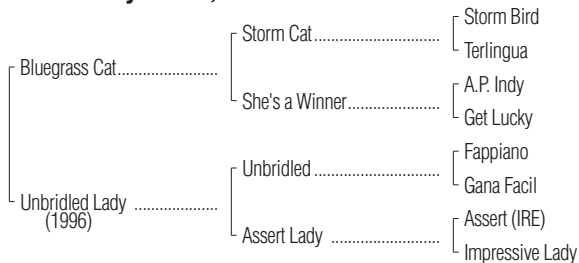 Storm Bird
Storm Cat
Terlingua
Bluegrass Cat
A.P. Indy
She's a Winner
Get Lucky
Fappiano
Unbridled
Gana Facil
Unbridled Lady
(1996)
Assert (IRE)
Assert Lady
Impressive Lady